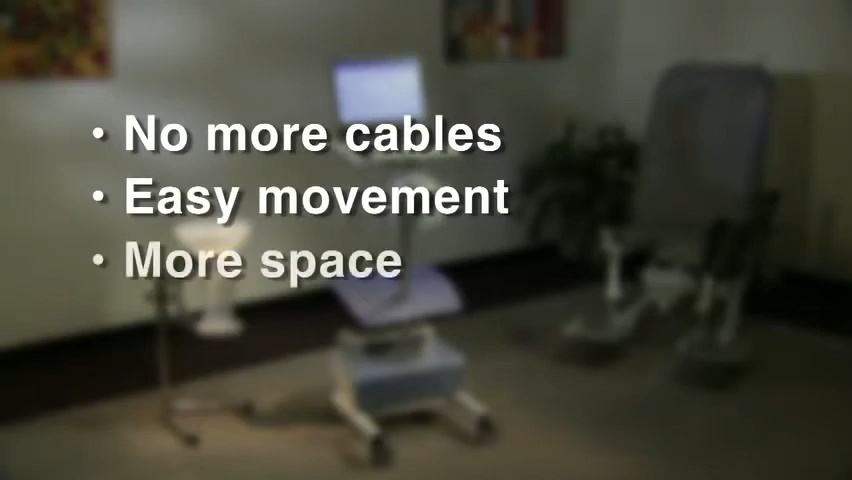 • No more cables
• Easy movement
• More space